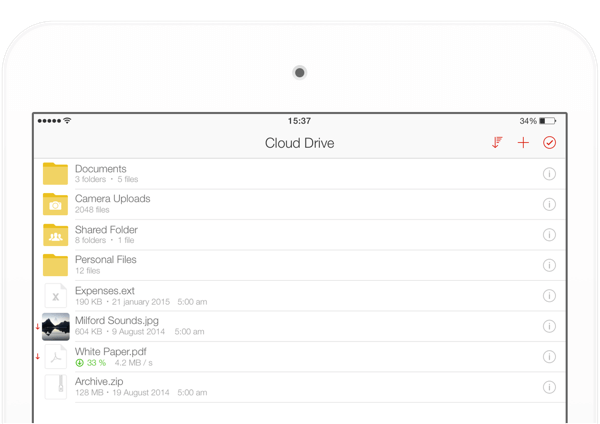 15:37
34%
Cloud Drive
Documents
3 folders • 5 files
Camera Uploads
2048 files
Shared Folder
8 folders • 1 file
Personal Files
12 files
Expenses.ext
190 KB • 21 january 2015 5:00 am
Milford Sounds.jpg
604 KB • 9 August 2014 5:00 am
White Paper.pdf
33 % 4.2 MB / s
Archive.zip
128 MB • 19 August 2014 5:00 am